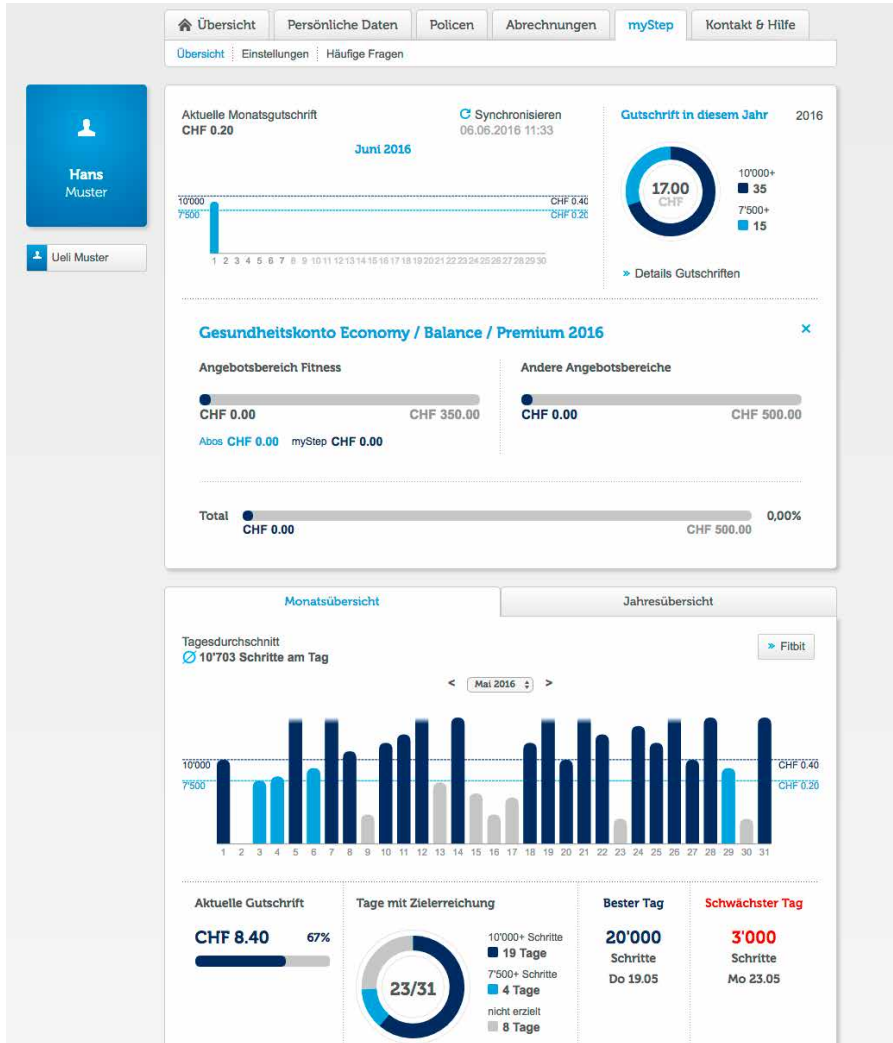 Übersicht
Persönliche Daten
Policen
Abrechnungen
myStep
Kontakt & Hilfe
Übersicht
Einstellungen
Häufige Fragen
Hans
Muster
Ueli Muster
Aktuelle Monatsgutschrift
CHF 0.20
Synchronisieren
06.06.2016 11:33
Juni 2016
10'000
CHF 0.40
7'500
CHF 0.20
1 2 3 4 5 6 7 8 9 10 11 12 13 14 15 16 17 18 19 20 21 22 23 24 25 26 27 28 29 30
Gutschrift in diesem Jahr
2016
17.00
CHF
10'000+
35
7'500+
15
» Details Gutschriften
Gesundheitskonto Economy / Balance / Premium 2016
Angebotsbereich Fitness
CHF 0.00
CHF 350.00
Abos CHF 0.00 myStep CHF 0.00
Andere Angebotsbereiche
CHF 0.00
CHF 500.00
Total
CHF 0.00
CHF 500.00
0,00%
Monatsübersicht
Jahresübersicht
Tagesdurchschnitt
Ø 10'703 Schritte am Tag
» Fitbit
< Mai 2016 >
10'000
CHF 0.40
7'500
CHF 0.20
1 2 3 4 5 6 7 8 9 10 11 12 13 14 15 16 17 18 19 20 21 22 23 24 25 26 27 28 29 30 31
Aktuelle Gutschrift
CHF 8.40
67%
Tage mit Zielerreichung
23/31
10'000+ Schritte
19 Tage
7'500+ Schritte
4 Tage
nicht erzielt
8 Tage
Bester Tag
20'000
Schritte
Do 19.05
Schwächster Tag
3'000
Schritte
Mo 23.05